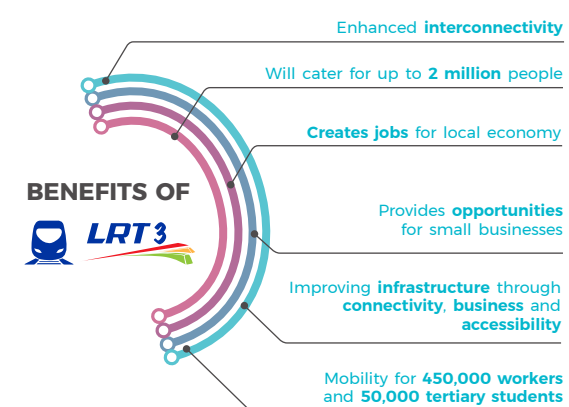 Enhanced interconnectivity
Will cater for up to 2 million people
Creates jobs for local economy
BENEFITS OF
LRT3
Provides opportunities
for small businesses
Improving infrastructure through
connectivity, business and
accessibility
Mobility for 450,000 workers
and 50,000 tertiary students